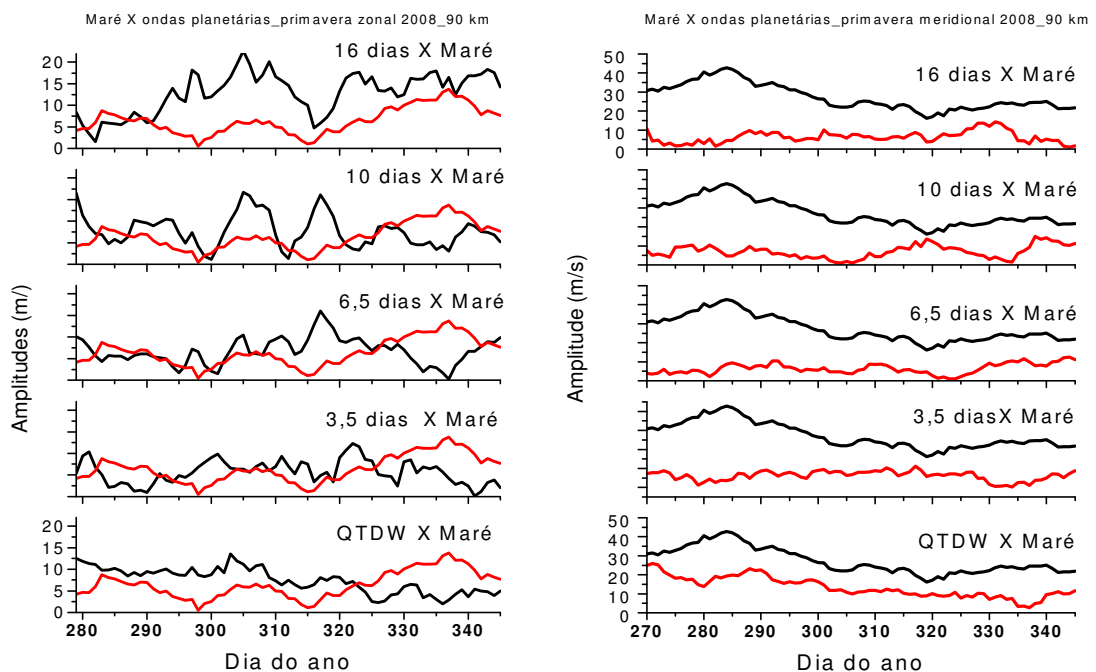 Maré X ondas planetárias_primavera zonal 2008_90 km
16 dias X Maré
20
15
10
5
0
10 dias X Maré
6,5 dias X Maré
3,5 dias X Maré
QTDW X Maré
20
15
10
5
0
280 290 300 310 320 330 340
Dia do ano
Amplitudes (m/)
Maré X ondas planetárias_primavera meridional 2008_90 km
16 dias X Maré
50
40
30
20
10
0
10 dias X Maré
6,5 dias X Maré
3,5 diasX Maré
QTDW X Maré
50
40
30
20
10
0
270 280 290 300 310 320 330 340
Dia do ano
Amplitude (m/s)